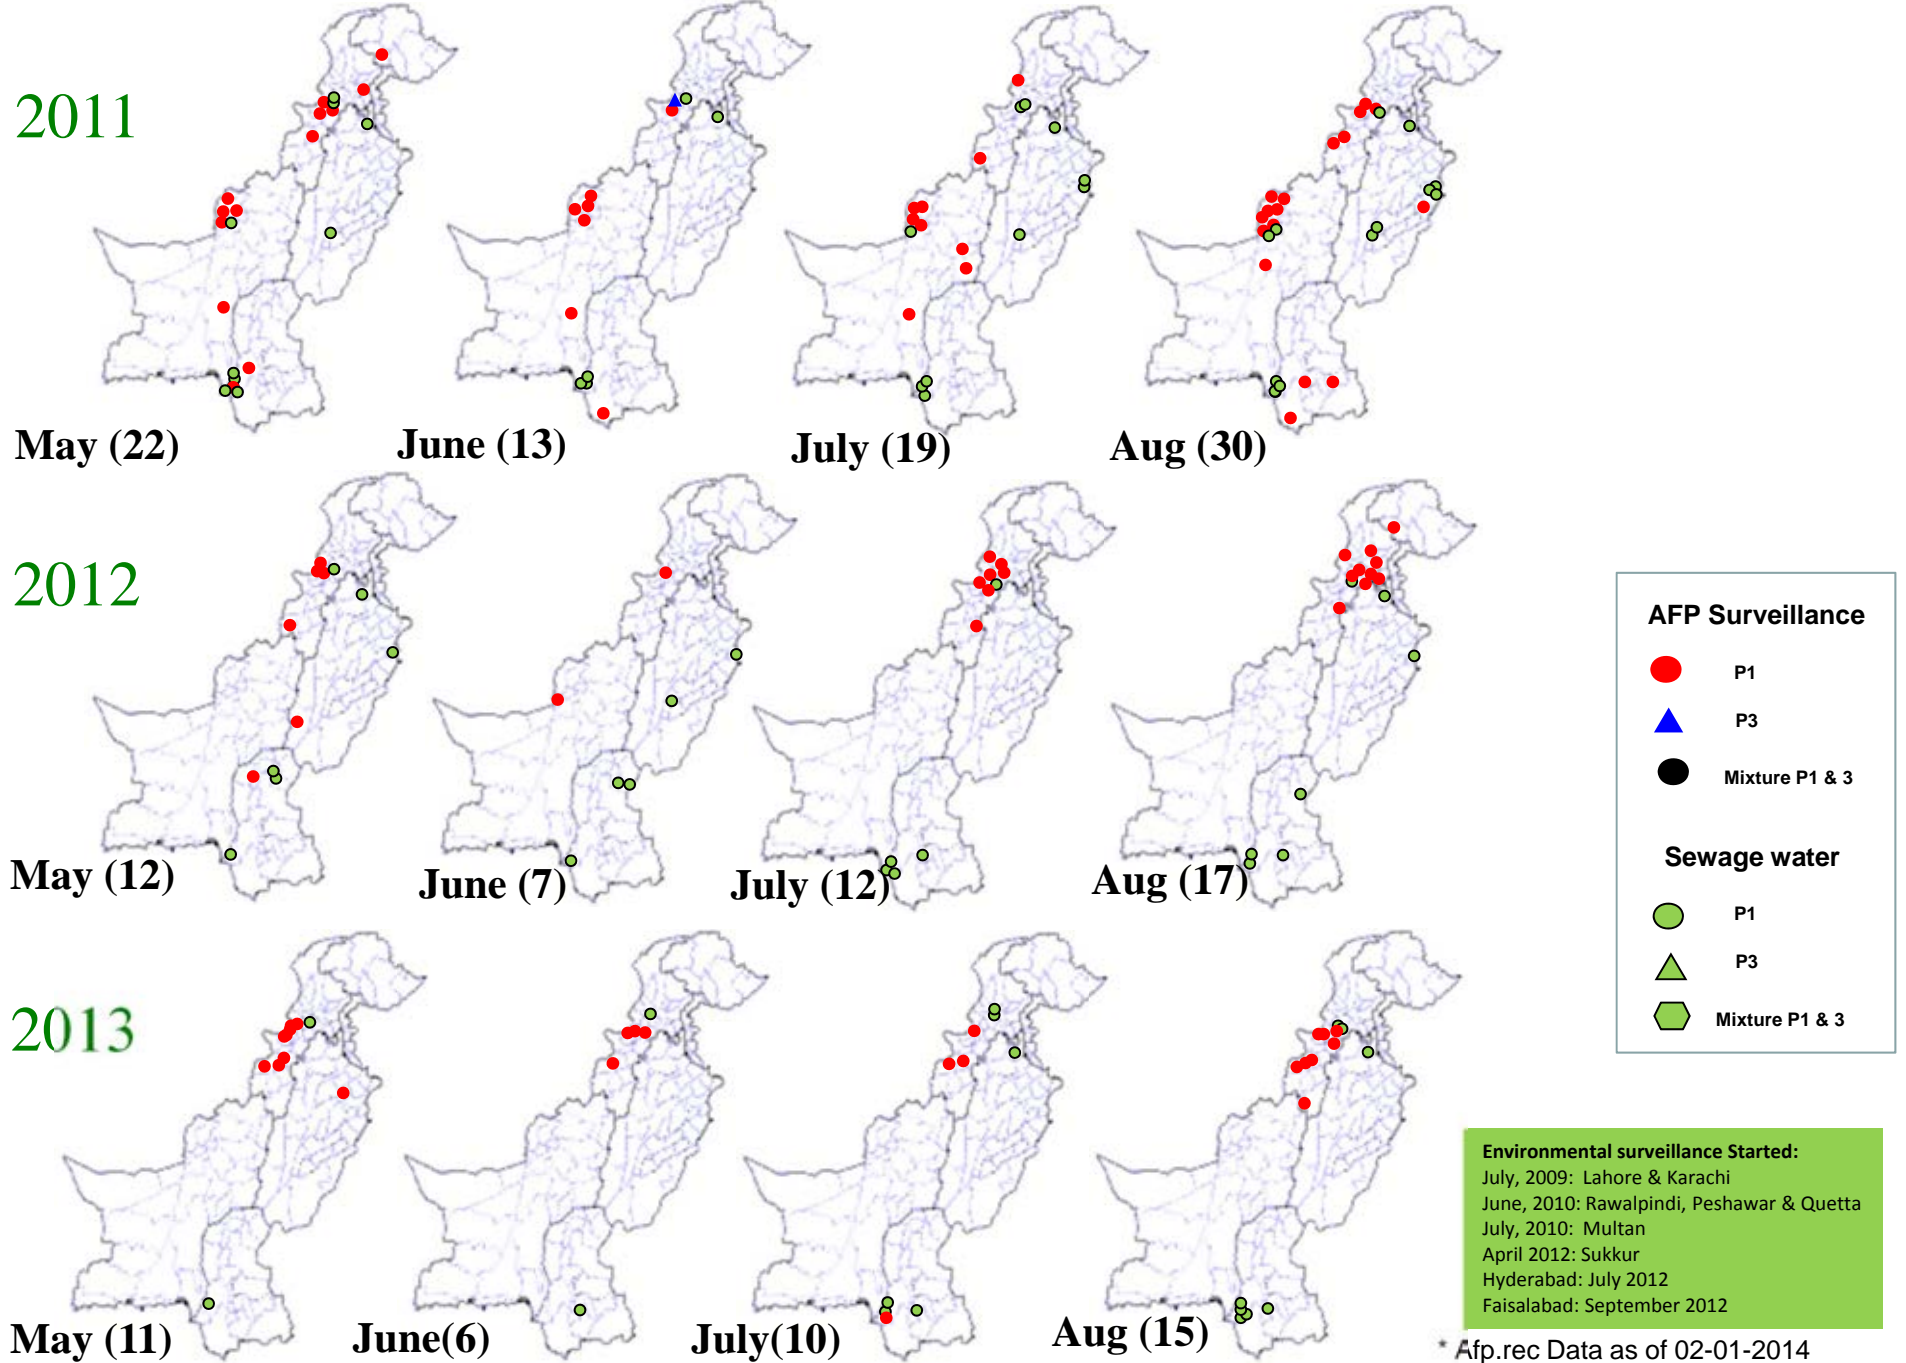 2011
May (22)
June (13)
July (19)
Aug (30)
2012
May (12)
June (7)
July (12)
Aug (17)
2013
May (11)
June(6)
July(10)
Aug (15)
AFP Surveillance
P1
P3
Mixture P1 & 3
Sewage water
P1
P3
Mixture P1 & 3
Environmental surveillance Started:
July, 2009: Lahore & Karachi
June, 2010: Rawalpindi, Peshawar & Quetta
July, 2010: Multan
April 2012: Sukkur
Hyderabad: July 2012
Faisalabad: September 2012
* Afp.rec Data as of 02-01-2014